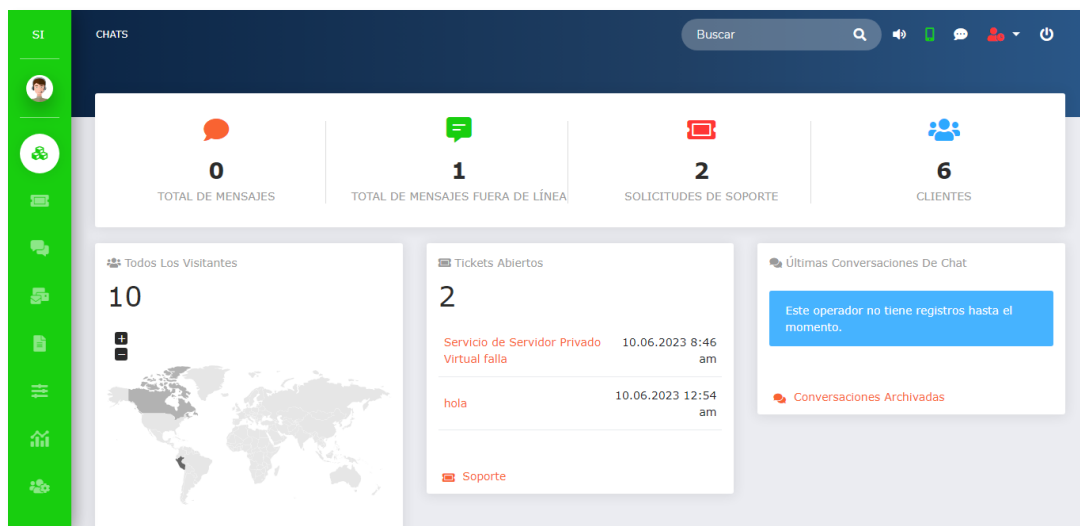 SI
CHATS
Buscar
0
TOTAL DE MENSAJES
1
TOTAL DE MENSAJES FUERA DE LÍNEA
2
SOLICITUDES DE SOPORTE
6
CLIENTES
Todos Los Visitantes
10
+
−
Tickets Abiertos
2
Servicio de Servidor Privado
Virtual falla
10.06.2023 8:46
am
hola
10.06.2023 12:54
am
Soporte
Últimas Conversaciones De Chat
Este operador no tiene registros hasta el
momento.
Conversaciones Archivadas